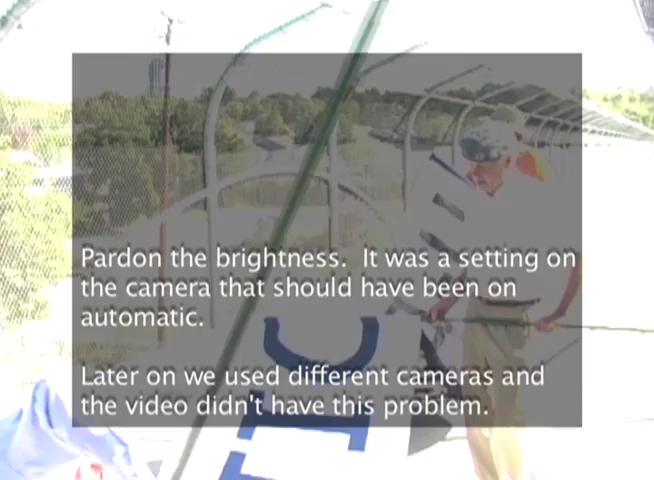 Pardon the brightness.  It was a setting on
the camera that should have been on
automatic.
Later on we used different cameras and
the video didn't have this problem.